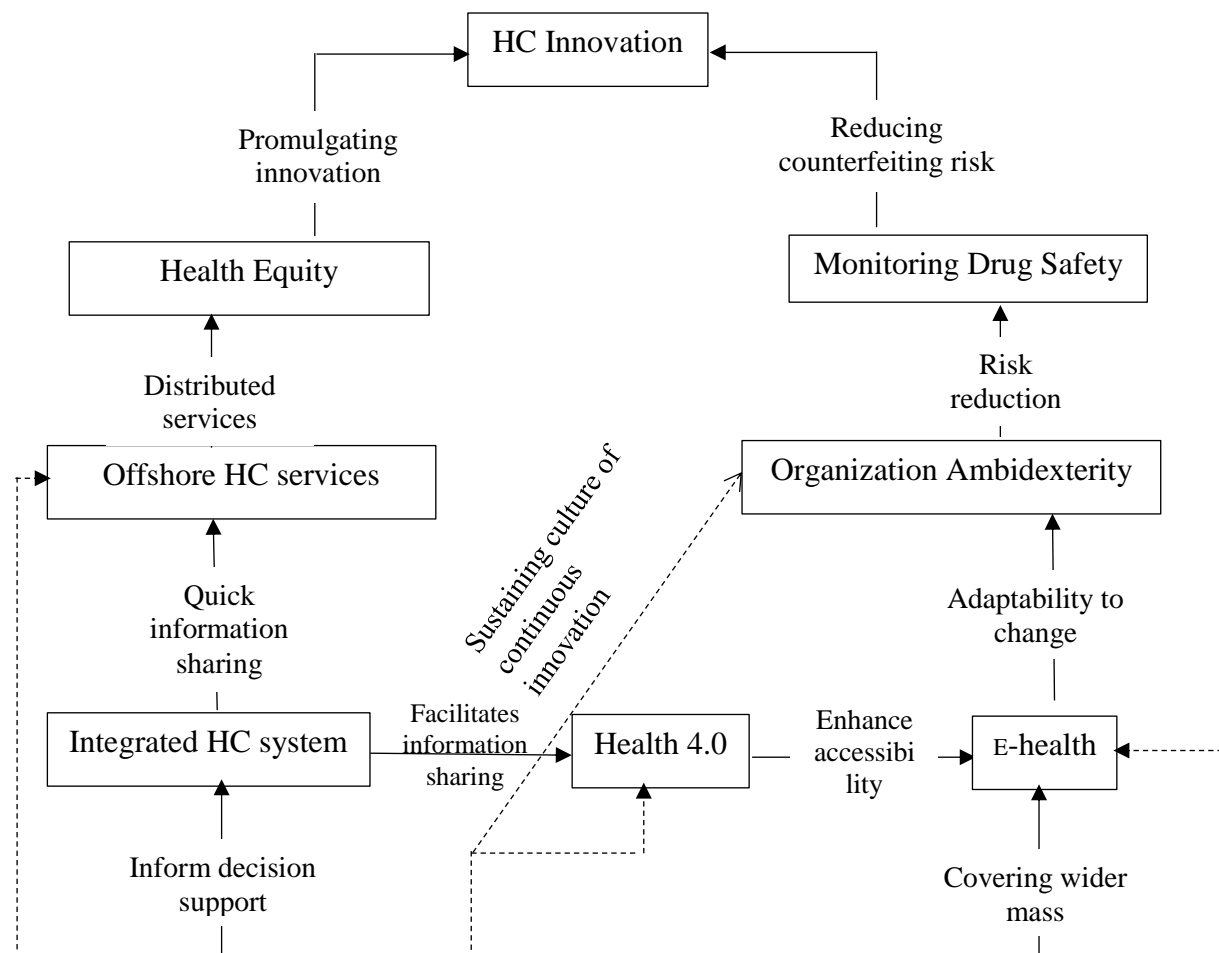 HC Innovation
Promulgating
innovation
Reducing
counterfeiting risk
Health Equity
Monitoring Drug Safety
Distributed
services
Risk
reduction
Offshore HC services
Organization Ambidexterity
Sustaining culture of
continuous
innovation
Quick
information
sharing
Adaptability to
change
Integrated HC system
Facilitates
information
sharing
Health 4.0
Enhance
accessibi
lity
E-health
Inform decision
support
Covering wider
mass